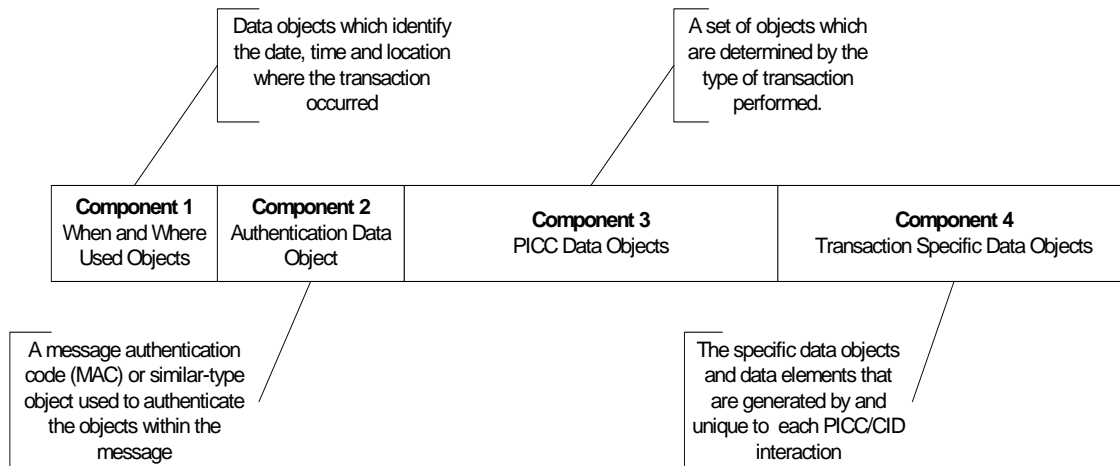 Data objects which identify
the date, time and location
where the transaction
occurred
A set of objects which
are determined by the
type of transaction
performed.
Component 1
When and Where
Used Objects
Component 2
Authentication Data
Object
Component 3
PICC Data Objects
Component 4
Transaction Specific Data Objects
A message authentication
code (MAC) or similar-type
object used to authenticate
the objects within the
message
The specific data objects
and data elements that
are generated by and
unique to each PICC/CID
interaction